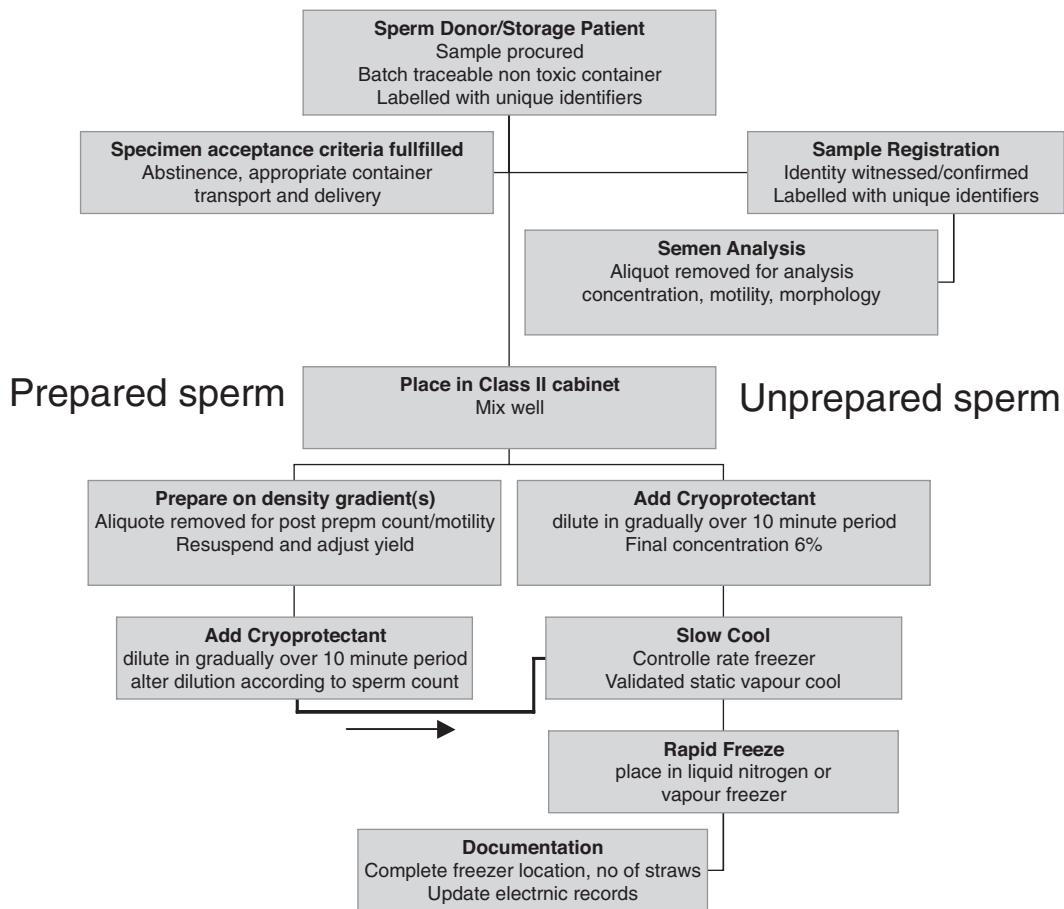 Sperm Donor/Storage Patient
Sample procured
Batch traceable non toxic container
Labelled with unique identifiers
Specimen acceptance criteria fullfilled
Abstinence, appropriate container
transport and delivery
Sample Registration
Identity witnessed/confirmed
Labelled with unique identifiers
Semen Analysis
Aliquot removed for analysis
concentration, motility, morphology
Prepared sperm
Place in Class II cabinet
Mix well
Unprepared sperm
Prepare on density gradient(s)
Aliquote removed for post prepm count/motility
Resuspend and adjust yield
Add Cryoprotectant
dilute in gradually over 10 minute period
Final concentration 6%
Add Cryoprotectant
dilute in gradually over 10 minute period
alter dilution according to sperm count
Slow Cool
Controlle rate freezer
Validated static vapour cool
Rapid Freeze
place in liquid nitrogen or
vapour freezer
Documentation
Complete freezer location, no of straws
Update electrnic records